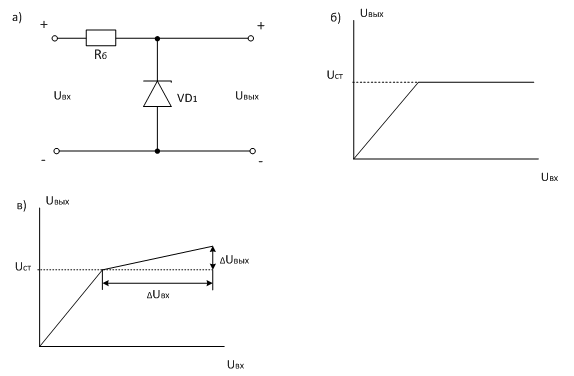 а)
+
+
Rб
Uвх
VD1
Uвых
-
-
б)
Uвых
Uст
Uвх
в)
Uвых
Uст
ΔUвых
ΔUвх
Uвх